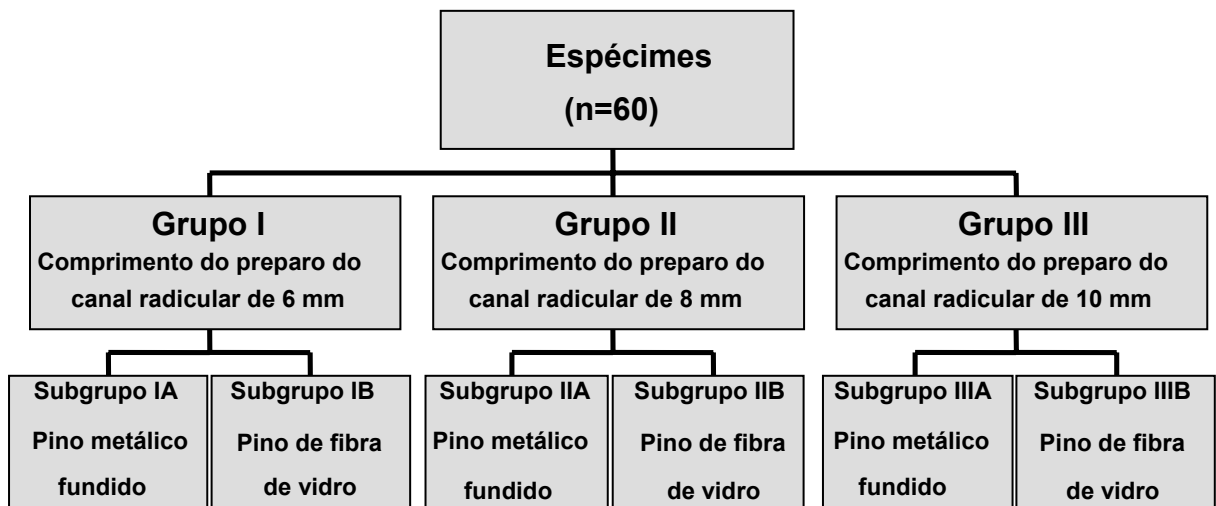 Espécimes
(n=60)
Grupo I
Comprimento do preparo do
canal radicular de 6 mm
Grupo II
Comprimento do preparo do
canal radicular de 8 mm
Grupo III
Comprimento do preparo do
canal radicular de 10 mm
Subgrupo IA
Pino metálico
fundido
Subgrupo IB
Pino de fibra
de vidro
Subgrupo IIA
Pino metálico
fundido
Subgrupo IIB
Pino de fibra
de vidro
Subgrupo IIIA
Pino metálico
fundido
Subgrupo IIIB
Pino de fibra
de vidro